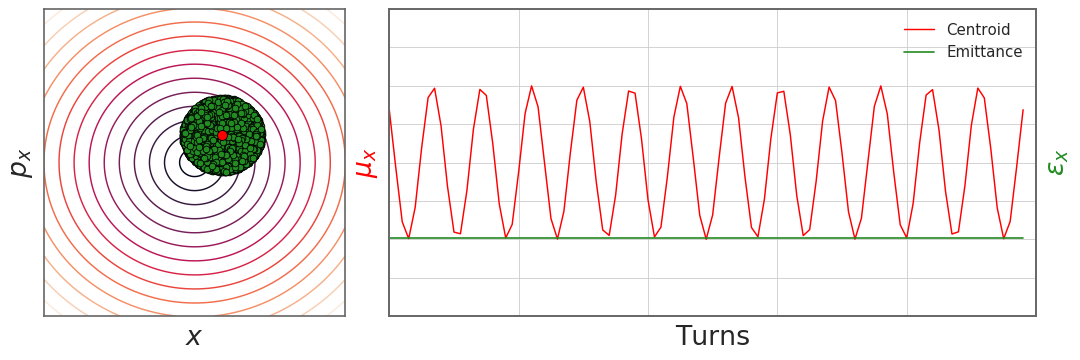 p_x
x
μ_x
Centroid
Emittance
ε_x
Turns